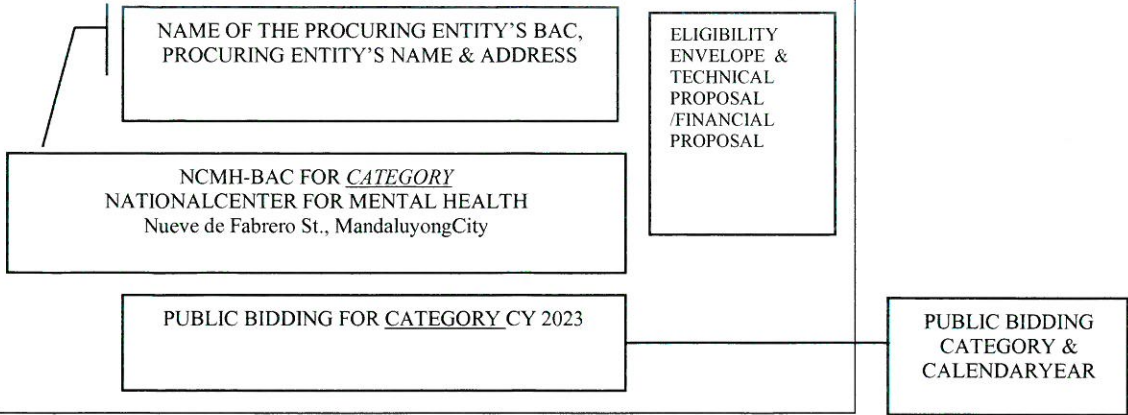 NAME OF THE PROCURING ENTITY'S BAC,
PROCURING ENTITY'S NAME & ADDRESS
ELIGIBILITY
ENVELOPE &
TECHNICAL
PROPOSAL
/FINANCIAL
PROPOSAL
NCMH-BAC FOR CATEGORY
NATIONALCENTER FOR MENTAL HEALTH
Nueve de Fabrero St., MandaluyongCity
PUBLIC BIDDING FOR CATEGORY CY 2023
PUBLIC BIDDING
CATEGORY &
CALENDARYEAR